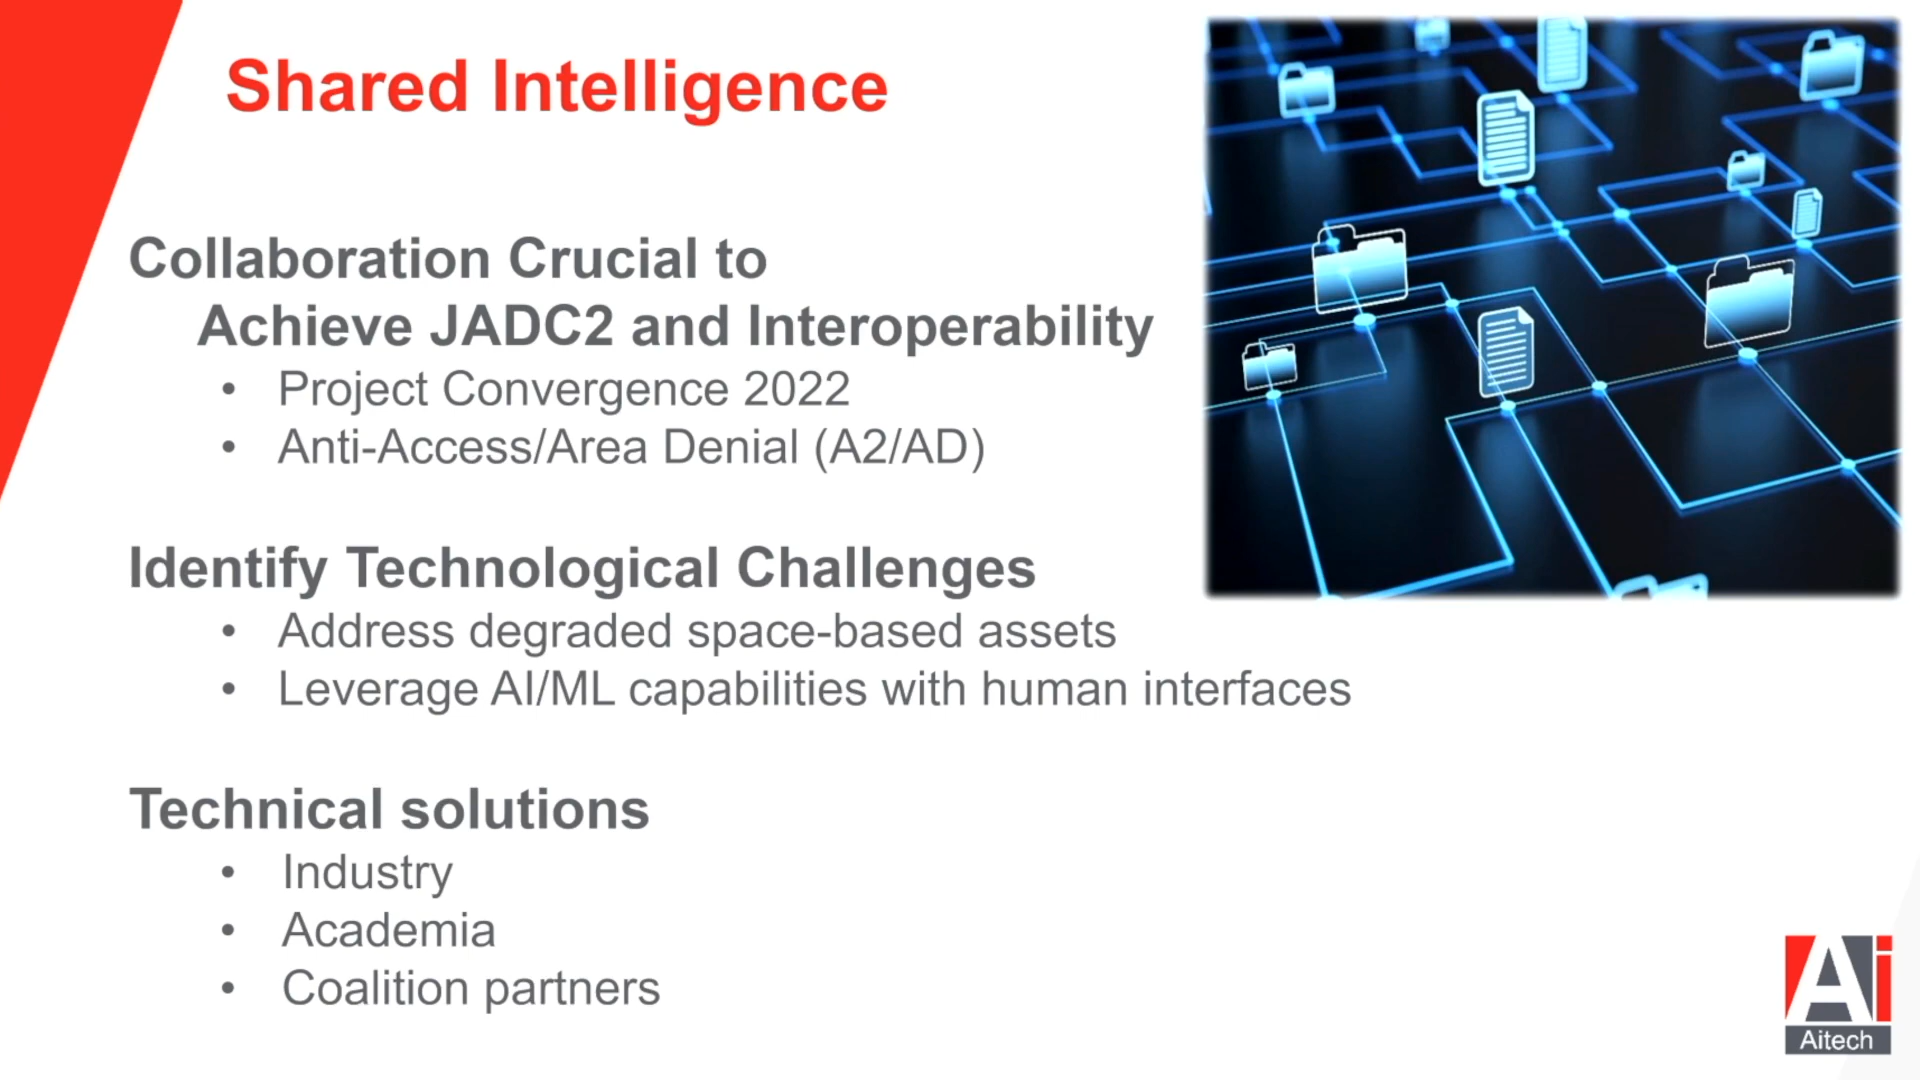 Shared Intelligence
Collaboration Crucial to
Achieve JADC2 and Interoperability
• Project Convergence 2022
• Anti-Access/Area Denial (A2/AD)
Identify Technological Challenges
• Address degraded space-based assets
• Leverage AI/ML capabilities with human interfaces
Technical solutions
• Industry
• Academia
• Coalition partners
Ai
Aitech